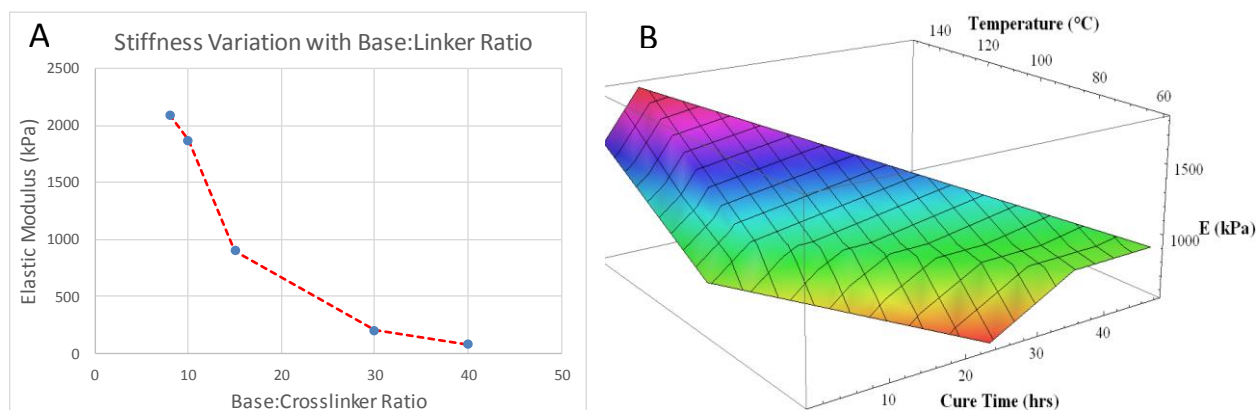 A
Stiffness Variation with Base:Linker Ratio
Elastic Modulus (kPa)
2500
2000
1500
1000
500
0
0 10 20 30 40 50
Base:Crosslinker Ratio
B
Temperature (°C)
140 120 100 80 60
1500
1000
E (kPa)
10 20 30 40
Cure Time (hrs)